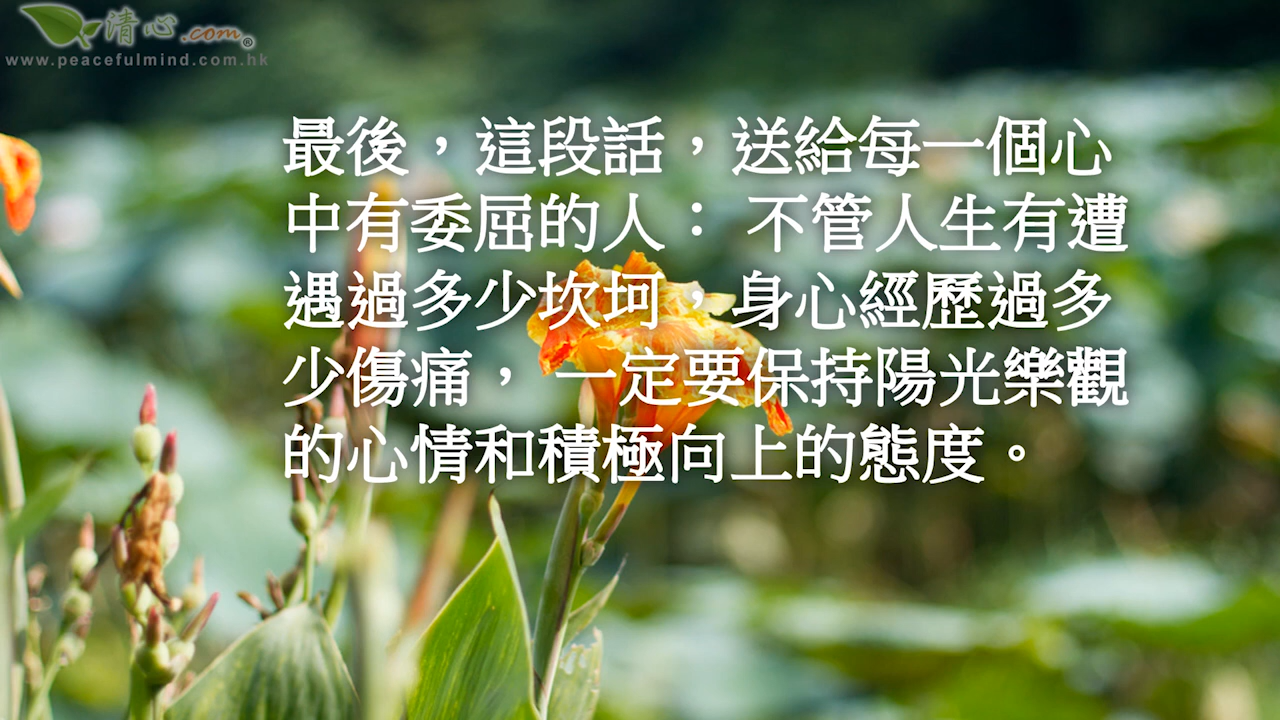 清心.com®
www.peacefulmind.com.hk
最後，這段話，送給每一個心
中有委屈的人： 不管人生有遭
遇過多少坎坷，身心經歷過多
少傷痛， 一定要保持陽光樂觀
的心情和積極向上的態度。